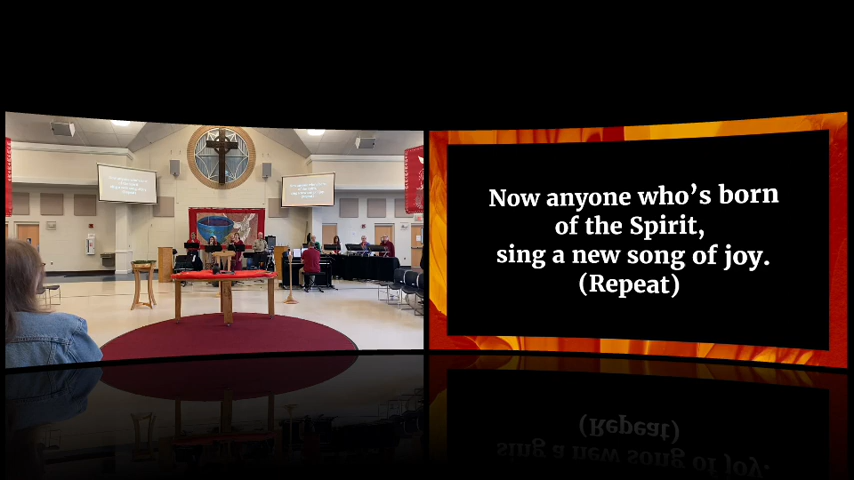 Now anyone who's born
of the Spirit,
sing a new song of joy.
(Repeat)